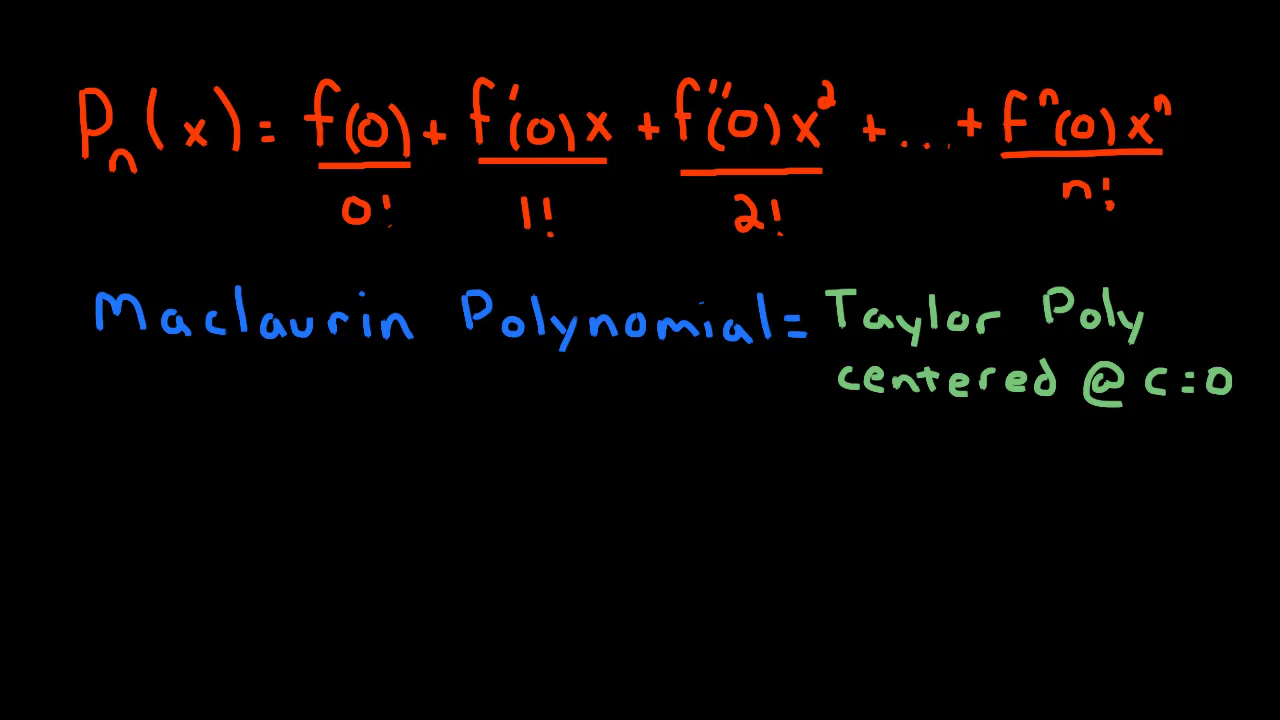 Pₙ(x) = f(0)/0! + f'(0)x/1! + f''(0)x²/2! + ... + fⁿ(0)xⁿ/n!
Maclaurin Polynomial = Taylor Poly
centered @ c=0